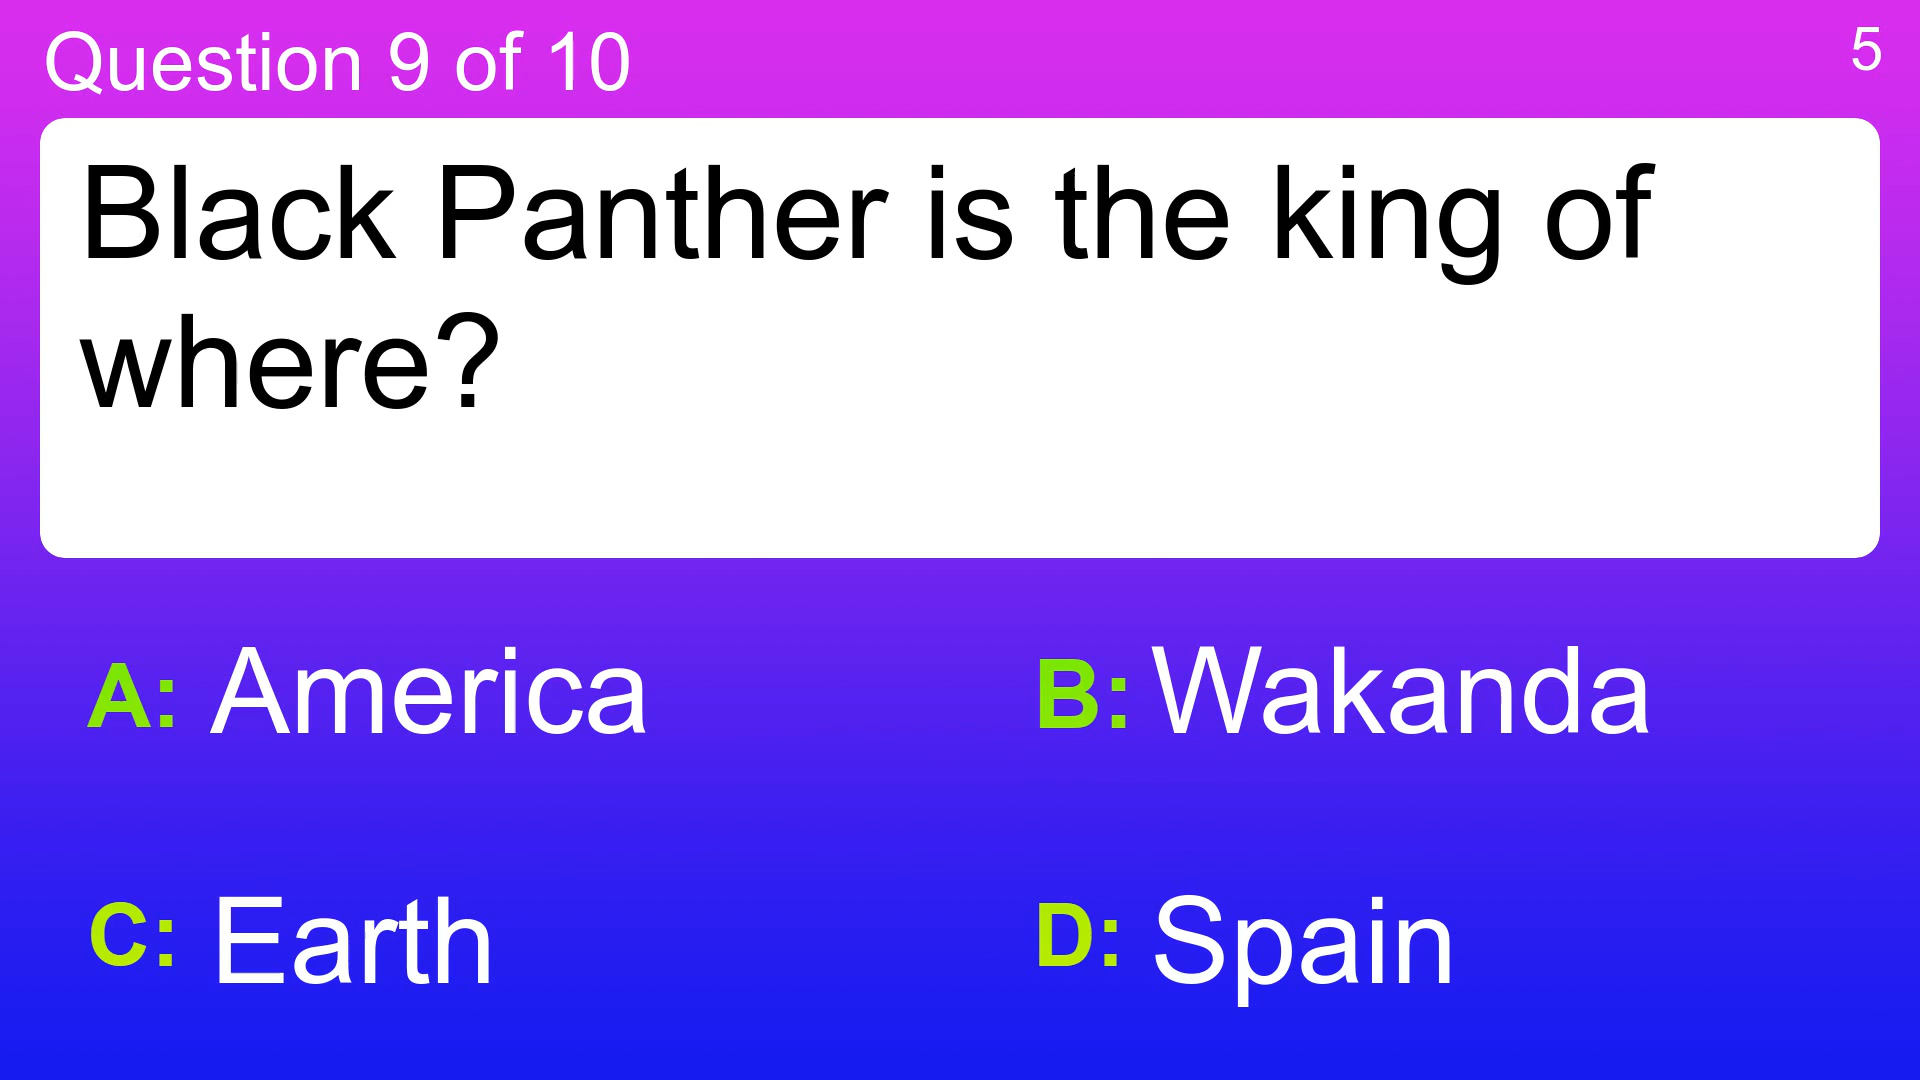 Question 9 of 10
5
Black Panther is the king of
where?
A: America
B: Wakanda
C: Earth
D: Spain